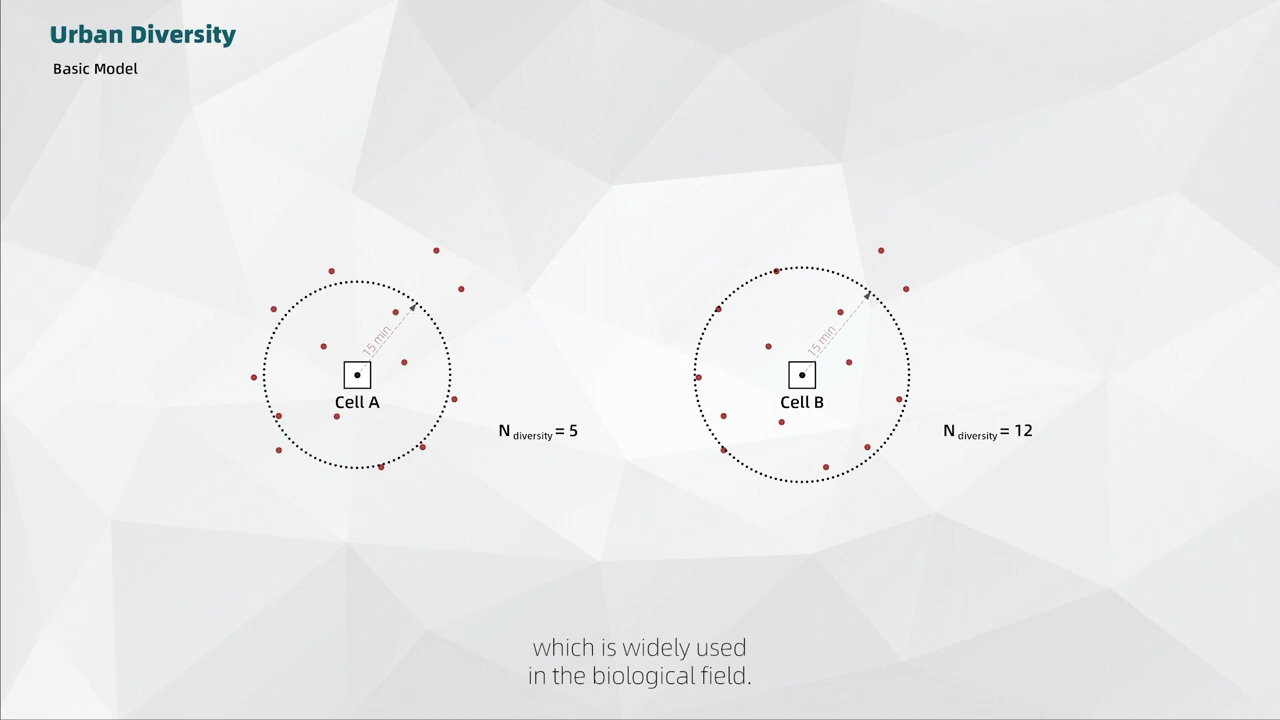 Urban Diversity
Basic Model
15 min
15 min
Cell A
Cell B
N diversity = 5
N diversity = 12
which is widely used
in the biological field.